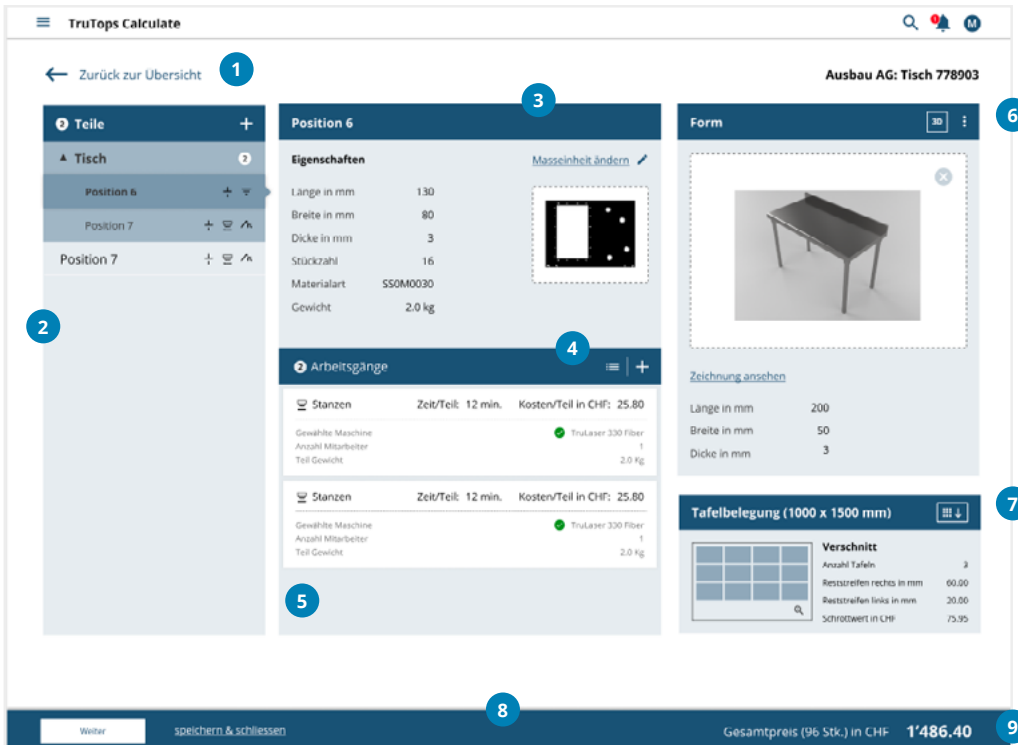 TruTops Calculate
M
Zurück zur Übersicht
1
Ausbau AG: Tisch 778903
2 Teile
Tisch 2
Position 6
Position 7
Position 7
2
3
Position 6
Eigenschaften
Masseinheit ändern
Länge in mm 130
Breite in mm 80
Dicke in mm 3
Stückzahl 16
Materialart SS0M0030
Gewicht 2.0 kg
4
2 Arbeitsgänge
Stanzen Zeit/Teil: 12 min. Kosten/Teil in CHF: 25.80
Gewählte Maschine TruLaser 330 Fiber
Anzahl Mitarbeiter 1
Teil Gewicht 2.0 Kg
Stanzen Zeit/Teil: 12 min. Kosten/Teil in CHF: 25.80
Gewählte Maschine TruLaser 330 Fiber
Anzahl Mitarbeiter 1
Teil Gewicht 2.0 Kg
5
Form 3D
6
Zeichnung ansehen
Länge in mm 200
Breite in mm 50
Dicke in mm 3
7
Tafelbelegung (1000 x 1500 mm)
Verschnitt
Anzahl Tafeln 3
Reststreifen rechts in mm 60.00
Reststreifen links in mm 20.00
Schrottwert in CHF 75.95
8
Weiter
speichern & schliessen
Gesamtpreis (96 Stk.) in CHF 1'486.40
9